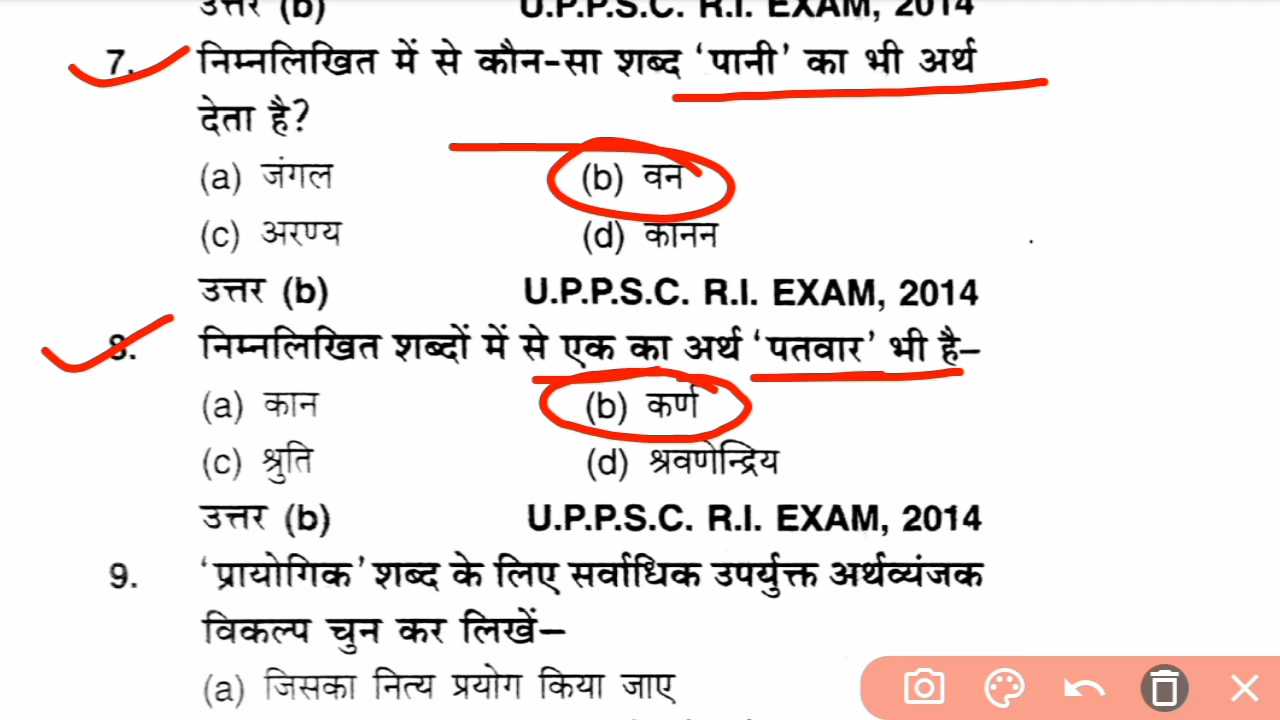 उत्तर (b) U.P.P.S.C. R.I. EXAM, 2014
7. निम्नलिखित में से कौन-सा शब्द ‘पानी’ का भी अर्थ
देता है?
(a) जंगल (b) वन
(c) अरण्य (d) कानन
उत्तर (b) U.P.P.S.C. R.I. EXAM, 2014
8. निम्नलिखित शब्दों में से एक का अर्थ ‘पतवार’ भी है–
(a) कान (b) कर्ण
(c) श्रुति (d) श्रवणेन्द्रिय
उत्तर (b) U.P.P.S.C. R.I. EXAM, 2014
9. ‘प्रायोगिक’ शब्द के लिए सर्वाधिक उपर्युक्त अर्थव्यंजक
विकल्प चुन कर लिखें–
(a) जिसका नित्य प्रयोग किया जाए